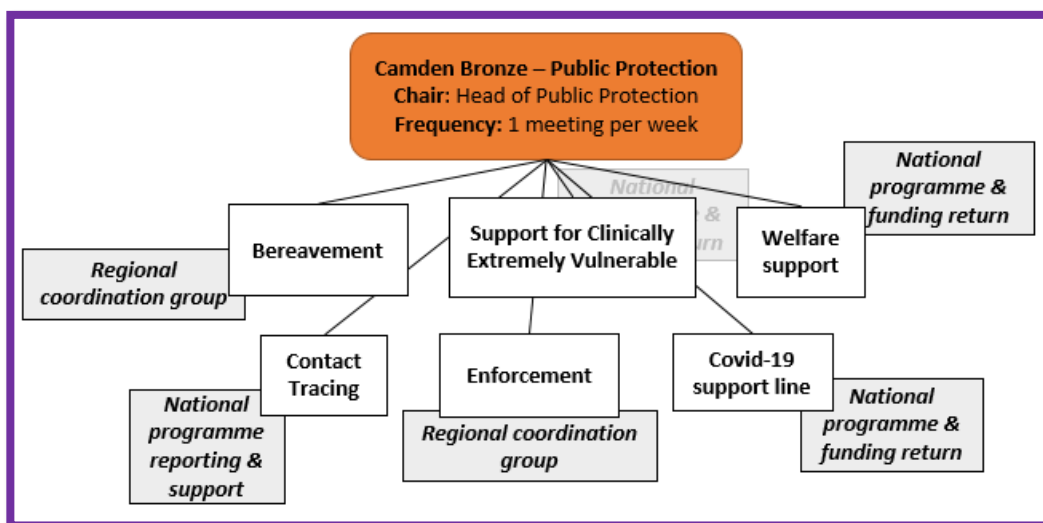 Camden Bronze – Public Protection
Chair: Head of Public Protection
Frequency: 1 meeting per week
National
programme &
funding return
National
&
urn
Bereavement
Support for Clinically
Extremely Vulnerable
Welfare
support
Regional
coordination group
Contact
Tracing
Enforcement
Covid-19
support line
National
programme
reporting &
support
Regional coordination
group
National
programme &
funding return